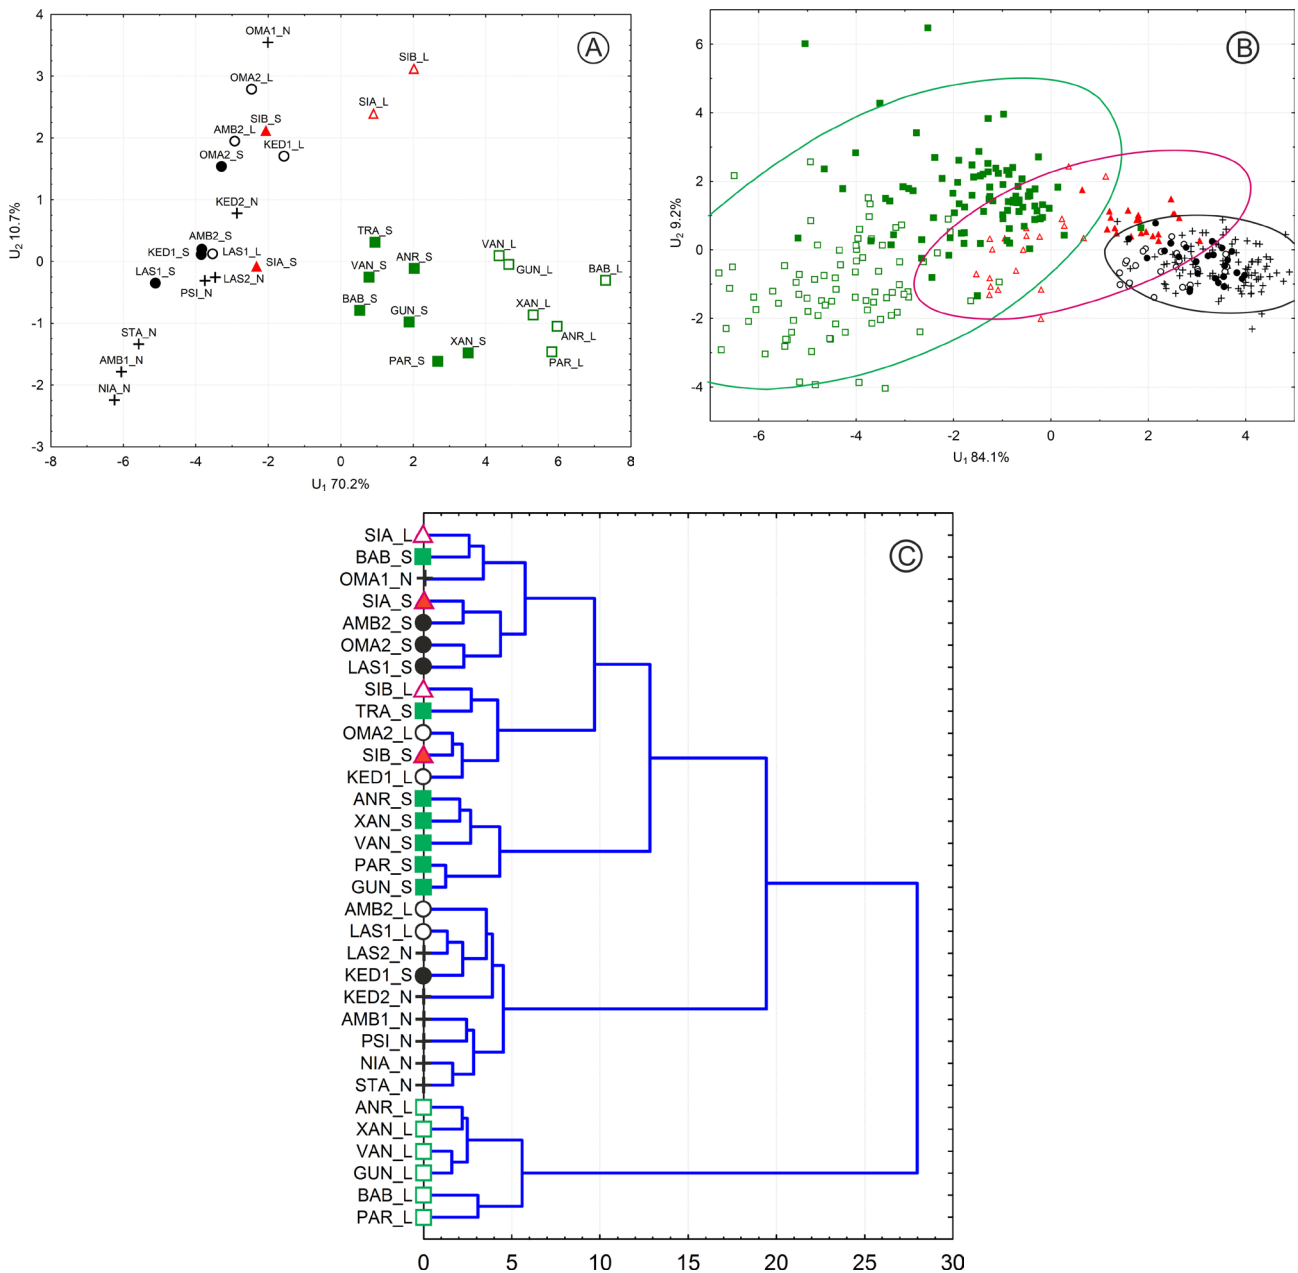 A
4
3
2
1
0
-1
-2
-3
U2 10.7%
-8
-6
-4
-2
0
2
4
6
8
U1 70.2%
OMA1_N
OMA2_L
SIB_L
SIA_L
SIB_S
AMB2_L
KED1_L
OMA2_S
KED2_N
AMB2_S
KED1_S
LAS1_L
SIA_S
LAS1_S
LAS2_N
PSI_N
STA_N
AMB1_N
NIA_N
TRA_S
ANR_S
VAN_S
BAB_S
GUN_S
XAN_S
PAR_S
VAN_L
GUN_L
BAB_L
XAN_L
ANR_L
PAR_L
B
6
4
2
0
-2
-4
U2 9.2%
-6
-4
-2
0
2
4
U1 84.1%
C
SIA_L
BAB_S
OMA1_N
SIA_S
AMB2_S
OMA2_S
LAS1_S
SIB_L
TRA_S
OMA2_L
SIB_S
KED1_L
ANR_S
XAN_S
VAN_S
PAR_S
GUN_S
AMB2_L
LAS1_L
LAS2_N
KED1_S
KED2_N
AMB1_N
PSI_N
NIA_N
STA_N
ANR_L
XAN_L
VAN_L
GUN_L
BAB_L
PAR_L
0
5
10
15
20
25
30